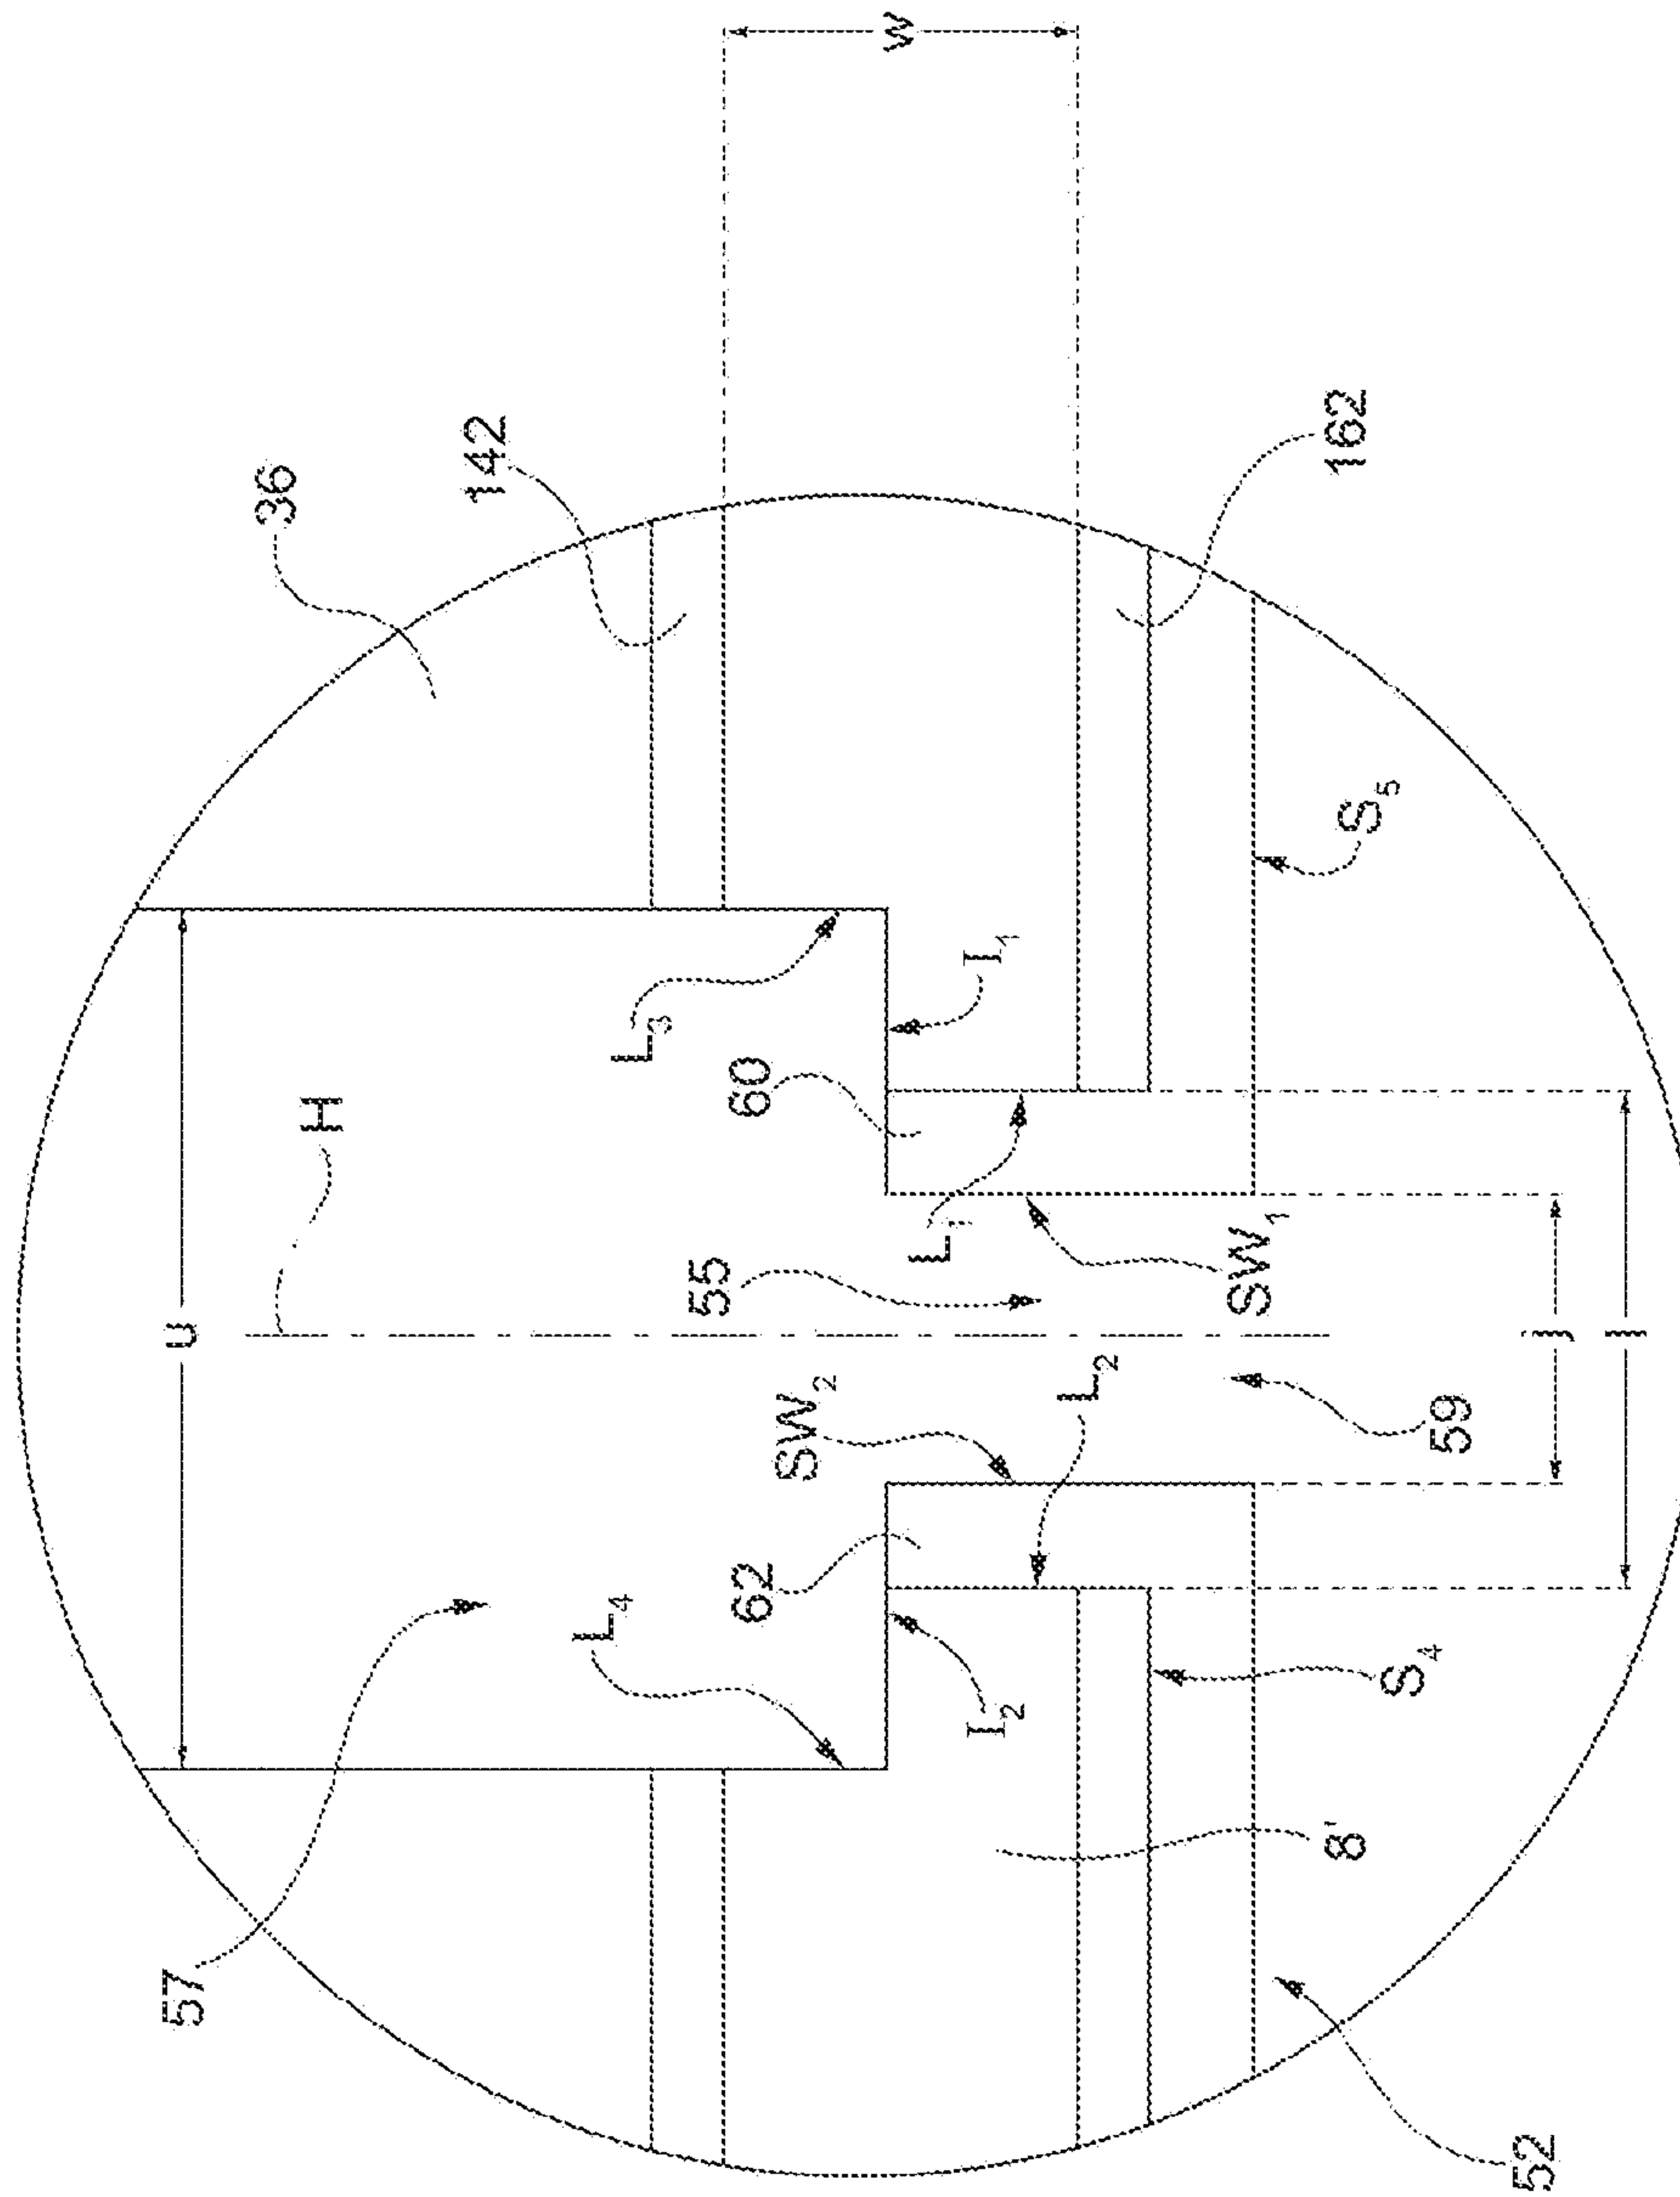 57
u
36
H
142
L₄
L₃
55
62
60
SW₂
w
L₁
I₂
I₁
L₂
SW₁
8'
162
S₅
S₄
59
52
j
l